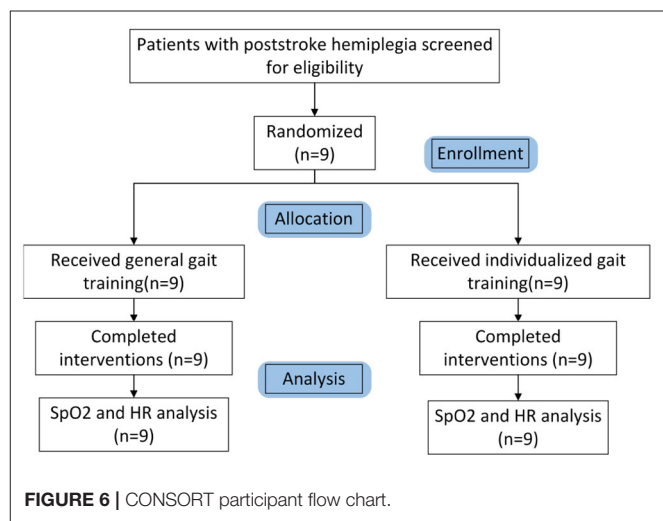 Patients with poststroke hemiplegia screened
for eligibility
Randomized
(n=9)
Enrollment
Allocation
Received general gait
training(n=9)
Received individualized gait
training(n=9)
Completed
interventions (n=9)
Completed
interventions (n=9)
Analysis
SpO2 and HR analysis
(n=9)
SpO2 and HR analysis
(n=9)
FIGURE 6 | CONSORT participant flow chart.